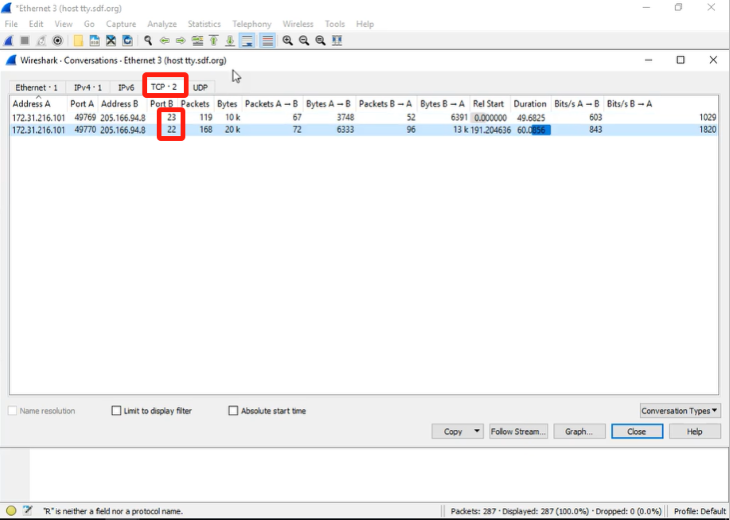 *Ethernet 3 (host tty.sdf.org)
File Edit View Go Capture Analyze Statistics Telephony Wireless Tools Help
Wireshark · Conversations · Ethernet 3 (host tty.sdf.org)
Ethernet · 1 IPv4 · 1 IPv6 TCP · 2 UDP
Address A Port A Address B Port B Packets Bytes Packets A → B Bytes A → B Packets B → A Bytes B → A Rel Start Duration Bits/s A → B Bits/s B → A
172.31.216.101 49769 205.166.94.8 23 119 10 k 67 3748 52 6391 0.000000 49.6825 603 1029
172.31.216.101 49770 205.166.94.8 22 168 20 k 72 6333 96 13 k 191.204636 60.0856 843 1820
Name resolution Limit to display filter Absolute start time Conversation Types
Copy Follow Stream... Graph... Close Help
"R" is neither a field nor a protocol name. Packets: 287 · Displayed: 287 (100.0%) · Dropped: 0 (0.0%) Profile: Default